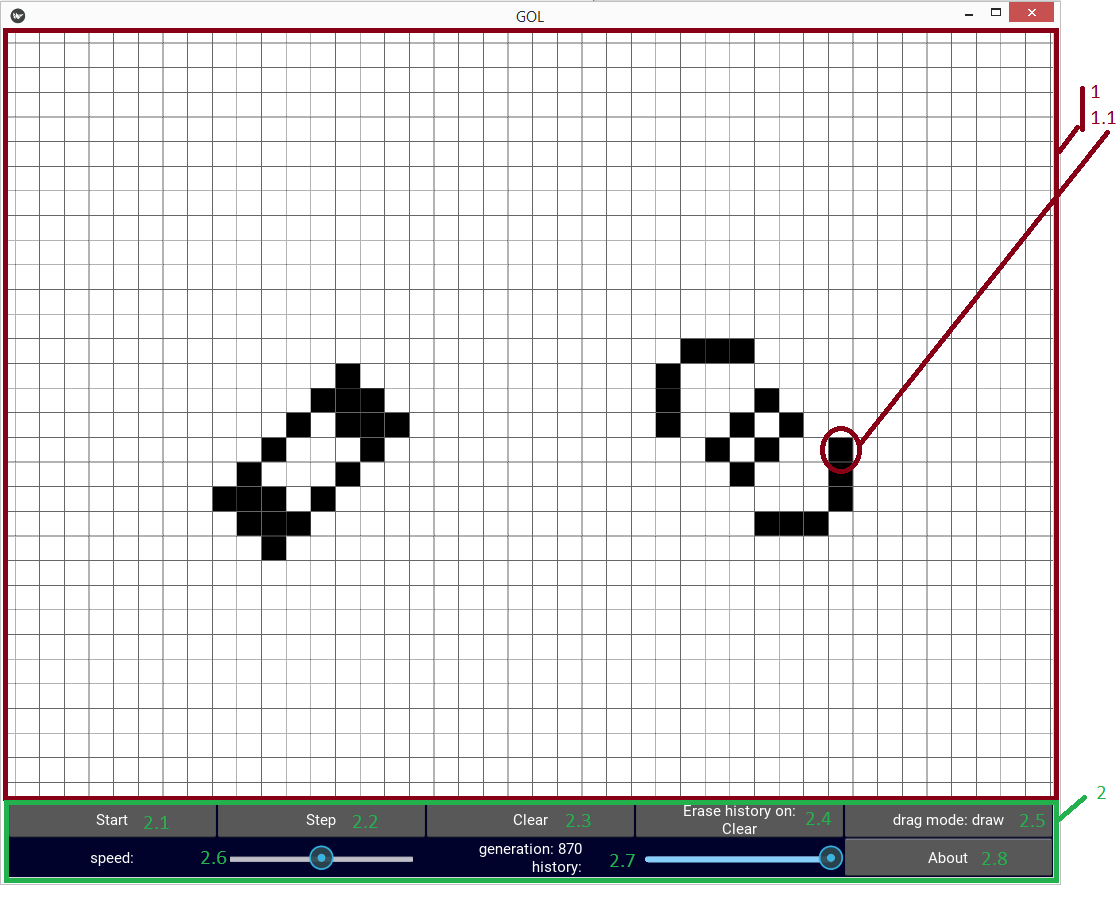 GOL
1
1.1
2
Start 2.1
Step 2.2
Clear 2.3
Erase history on:
Clear
2.4
drag mode: draw 2.5
speed: 2.6
generation: 870
history:
2.7
About 2.8